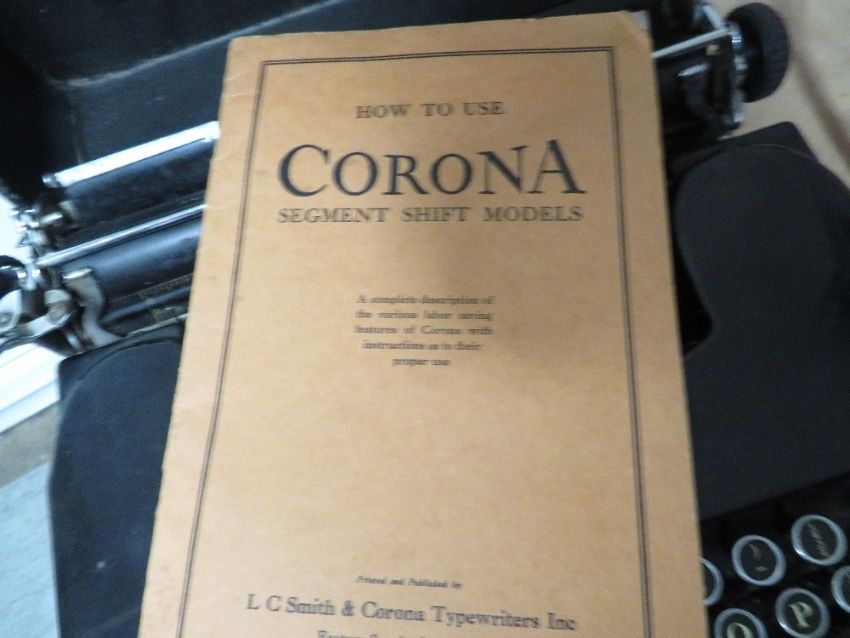 HOW TO USE
CORONA
SEGMENT SHIFT MODELS
A complete description of
the various labor saving
features of Corona with
instructions as to their
proper use
Printed and Published by
L C Smith & Corona Typewriters Inc
O P